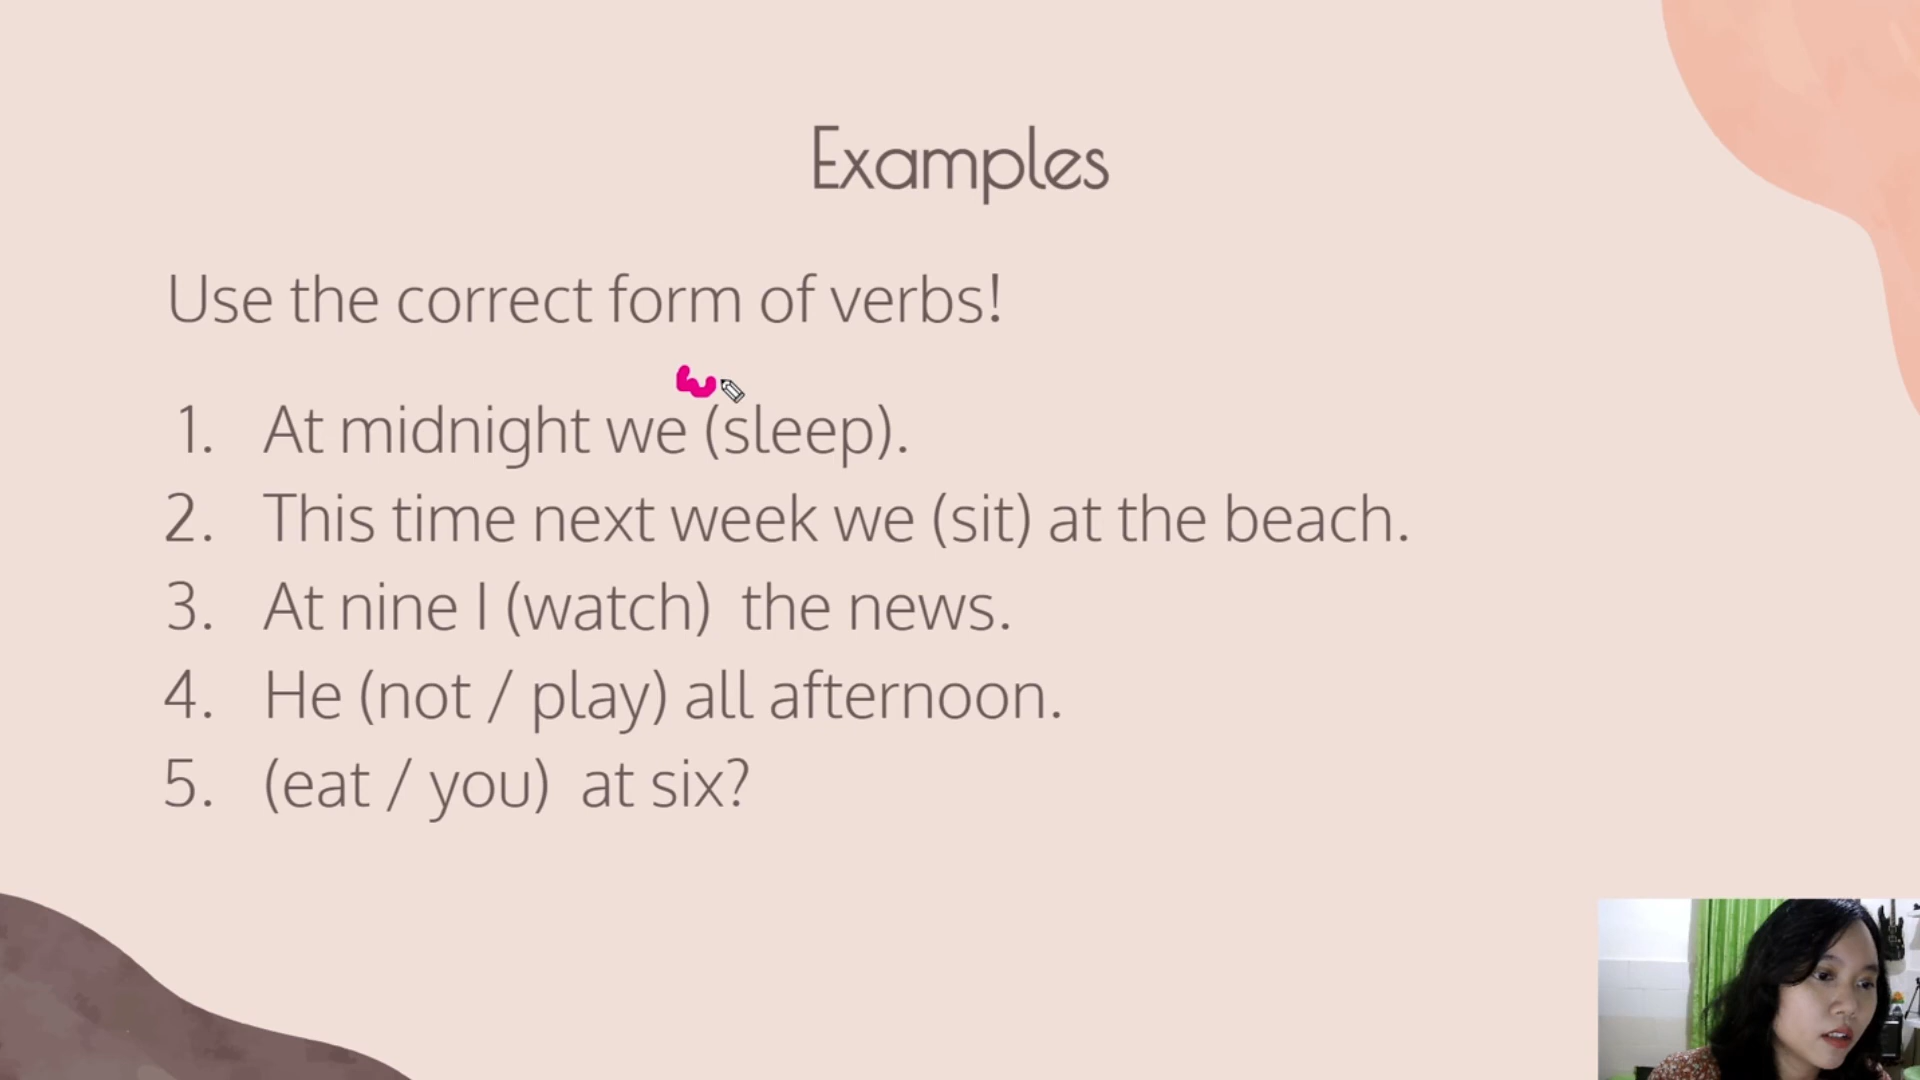 Examples
Use the correct form of verbs!
1. At midnight we (sleep).
2. This time next week we (sit) at the beach.
3. At nine I (watch) the news.
4. He (not / play) all afternoon.
5. (eat / you) at six?